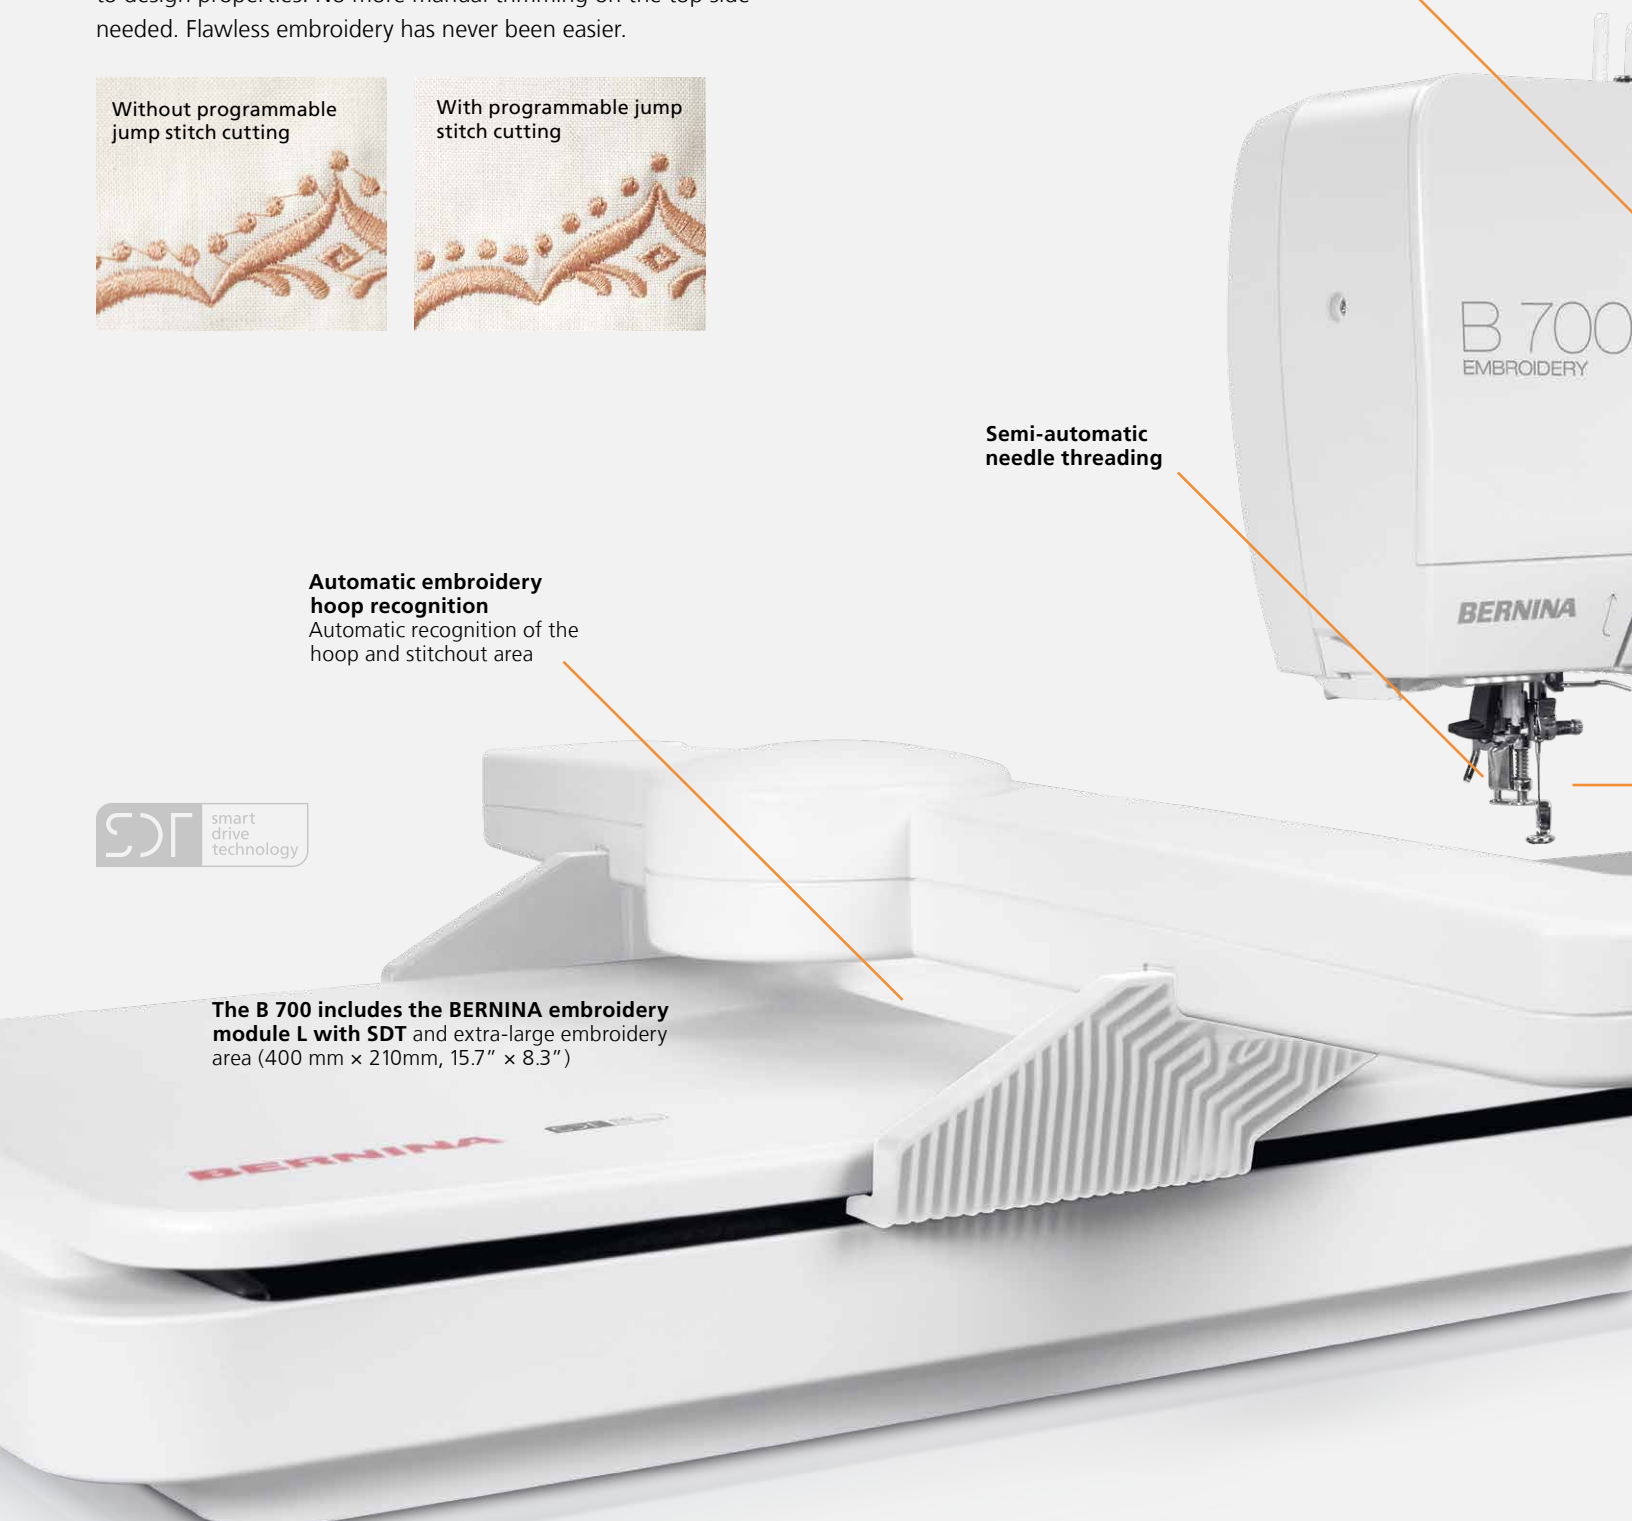 to design properties. No more manual trimming on the top side
needed. Flawless embroidery has never been easier.
Without programmable
jump stitch cutting
With programmable jump
stitch cutting
B 700
EMBROIDERY
Semi-automatic
needle threading
BERNINA
Automatic embroidery
hoop recognition
Automatic recognition of the
hoop and stitchout area
SDT
smart
drive
technology
The B 700 includes the BERNINA embroidery
module L with SDT and extra-large embroidery
area (400 mm × 210mm, 15.7” × 8.3”)
BERNINA
SDT